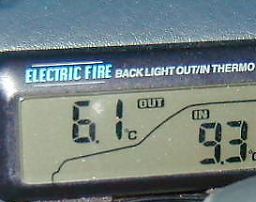 ELECTRIC FIRE BACK LIGHT OUT/IN THERMO
OUT IN
6.1°C 9.3°C